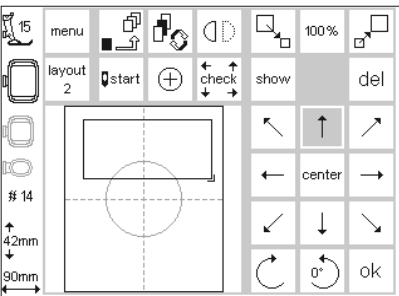 15 menu 100%
layout start check show del
2
center
# 14
42mm
90mm 0° ok